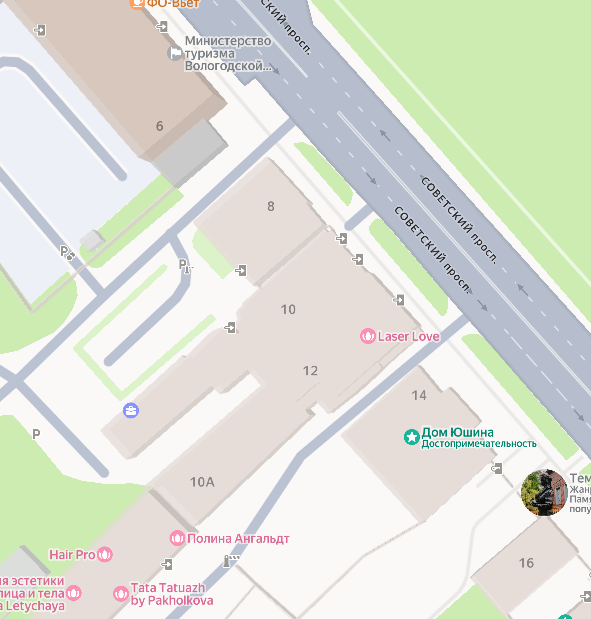 ФО-Вьет
СКИЙ просп.
Министерство
туризма
Вологодской...
6
СОВЕТСКИЙ просп.
8
СОВЕТСКИЙ просп.
P
P
10
Laser Love
12
14
Дом Юшина
Достопримечательность
P
10А
Тем
Жанр
Памя
попу
Полина Ангальдт
Hair Pro
16
ия эстетики
лица и тела
a Letychaya
Tata Tatuazh
by Pakholkova